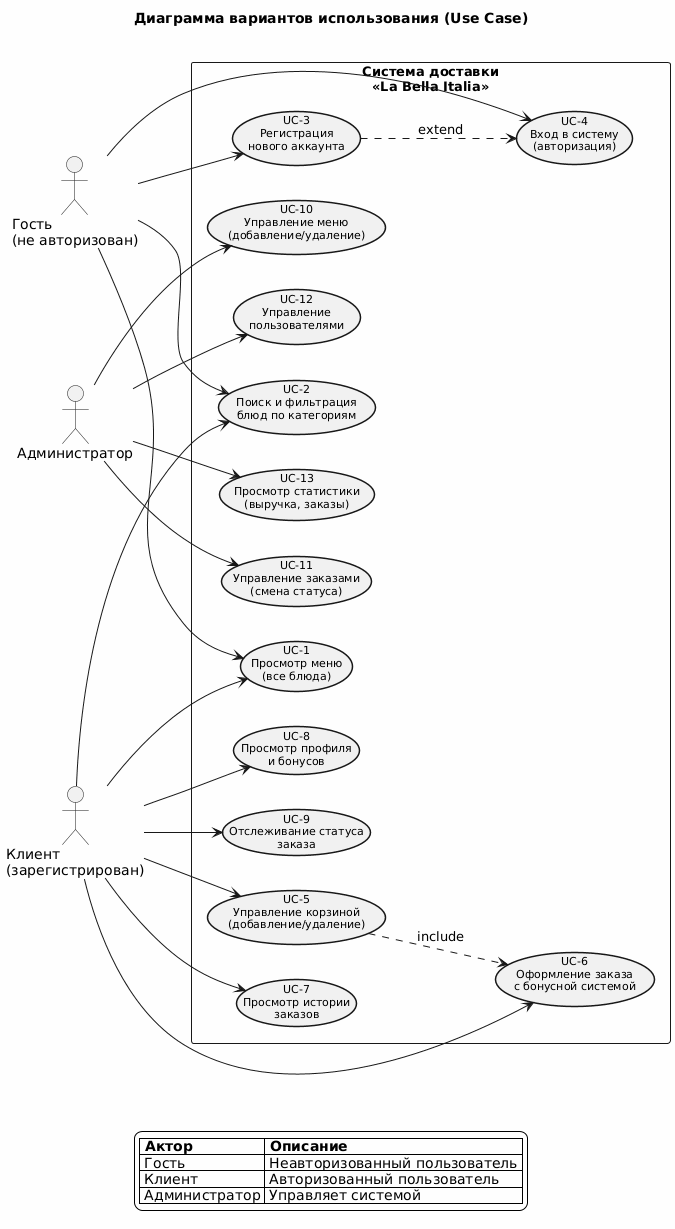 Диаграмма вариантов использования (Use Case)
Система доставки
«La Bella Italia»
UC-3
Регистрация
нового аккаунта
extend
UC-4
Вход в систему
(авторизация)
Гость
(не авторизован)
UC-10
Управление меню
(добавление/удаление)
UC-12
Управление
пользователями
UC-2
Поиск и фильтрация
блюд по категориям
Администратор
UC-13
Просмотр статистики
(выручка, заказы)
UC-11
Управление заказами
(смена статуса)
UC-1
Просмотр меню
(все блюда)
UC-8
Просмотр профиля
и бонусов
Клиент
(зарегистрирован)
UC-9
Отслеживание статуса
заказа
UC-5
Управление корзиной
(добавление/удаление)
include
UC-6
Оформление заказа
с бонусной системой
UC-7
Просмотр истории
заказов
Актор Описание
Гость Неавторизованный пользователь
Клиент Авторизованный пользователь
Администратор Управляет системой